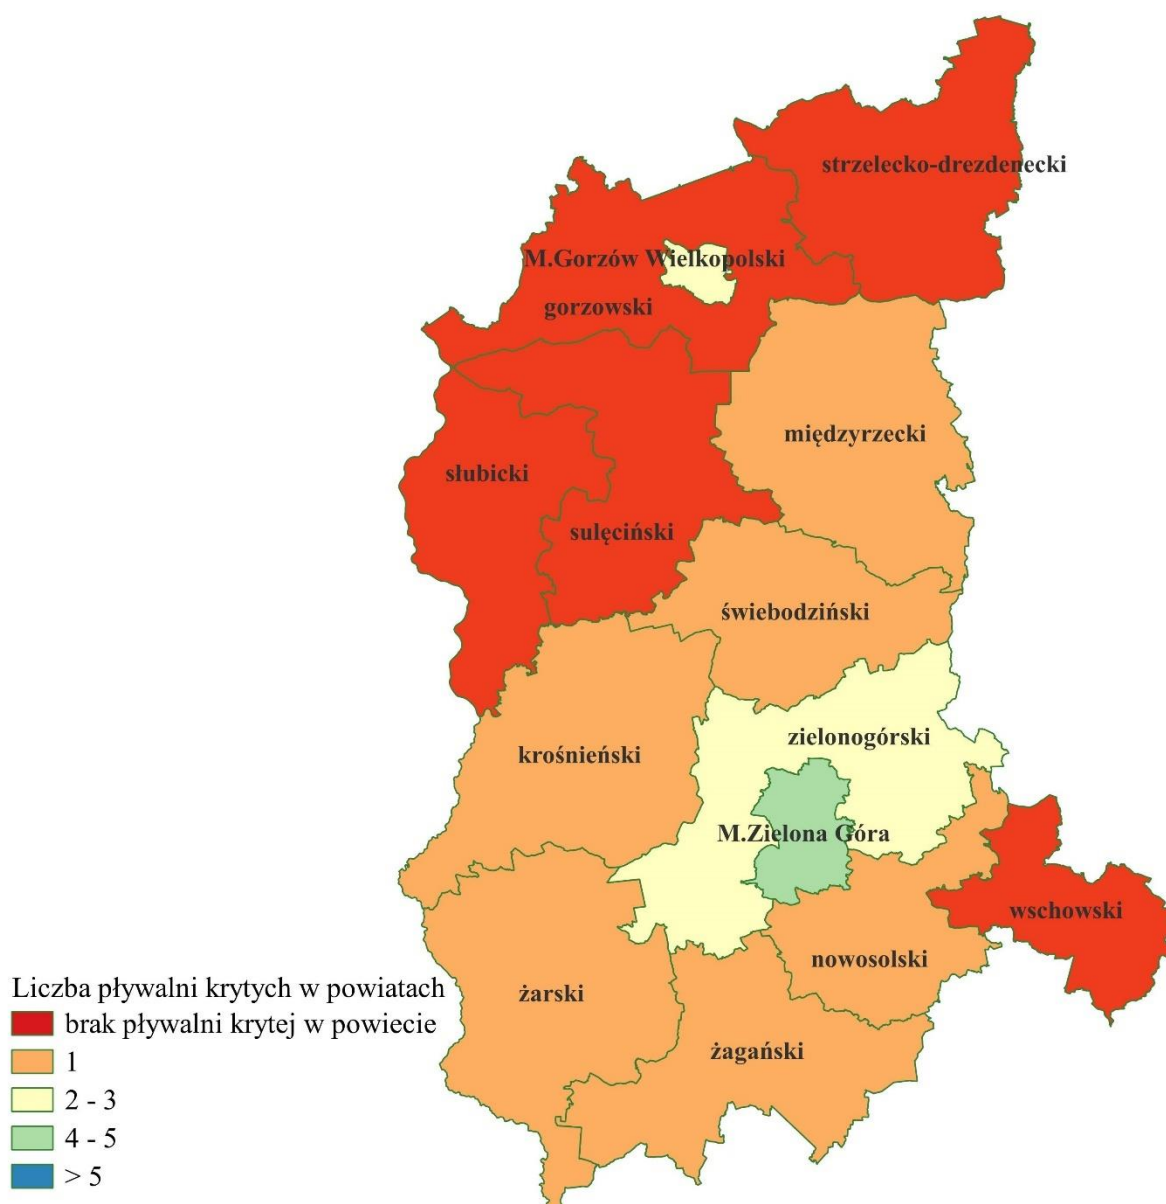 strzelecko-drezdenecki
M.Gorzów Wielkopolski
gorzowski
międzyrzecki
słubicki
sulęciński
świebodziński
zielonogórski
krośnieński
M.Zielona Góra
wschowski
nowosolski
żarski
żagański
Liczba pływalni krytych w powiatach
brak pływalni krytej w powiecie
1
2 - 3
4 - 5
> 5